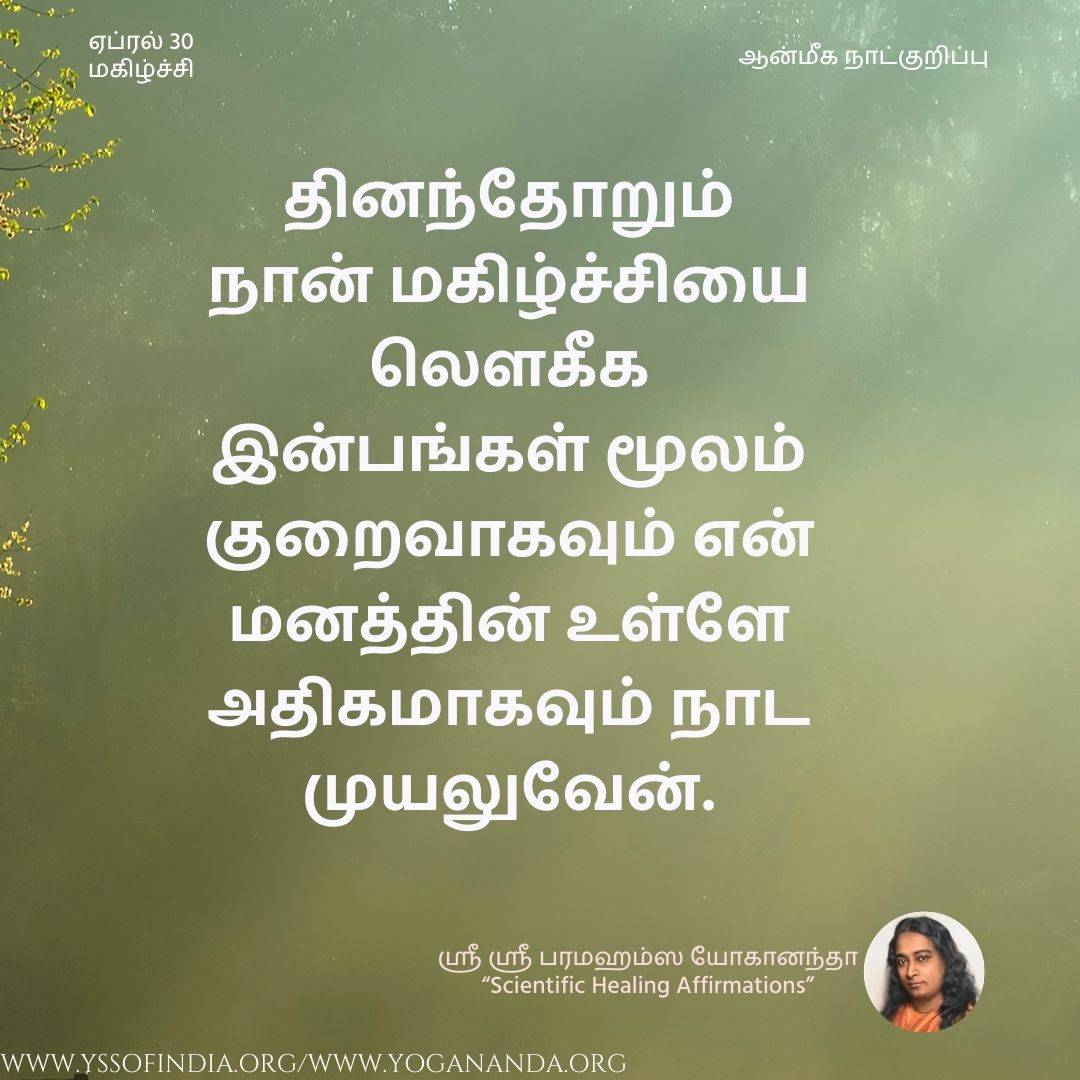 ஏப்ரல் 30
மகிழ்ச்சி
ஆன்மீக நாட்குறிப்பு
தினந்தோறும்
நான் மகிழ்ச்சியை
லௌகீக
இன்பங்கள் மூலம்
குறைவாகவும் என்
மனத்தின் உள்ளே
அதிகமாகவும் நாட
முயலுவேன்.
ஸ்ரீ ஸ்ரீ பரமஹம்ஸ யோகானந்தா
“Scientific Healing Affirmations”
WWW.YSSOFINDIA.ORG/WWW.YOGANANDA.ORG